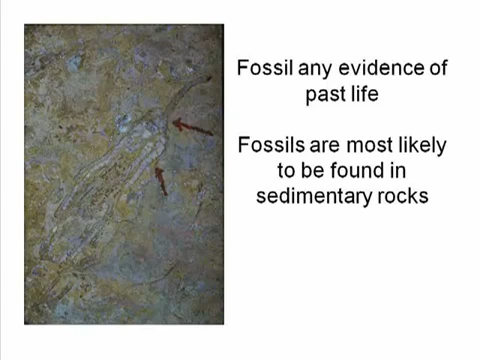 Fossil any evidence of
past life
Fossils are most likely
to be found in
sedimentary rocks